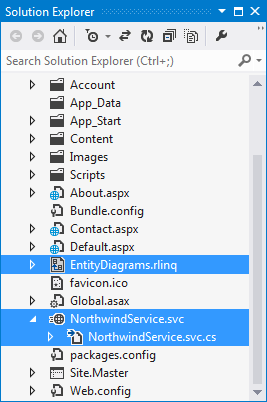 Solution Explorer
Search Solution Explorer (Ctrl+;)
Account
App_Data
App_Start
Content
Images
Scripts
About.aspx
Bundle.config
Contact.aspx
Default.aspx
EntityDiagrams.rlinq
favicon.ico
Global.asax
NorthwindService.svc
NorthwindService.svc.cs
packages.config
Site.Master
Web.config